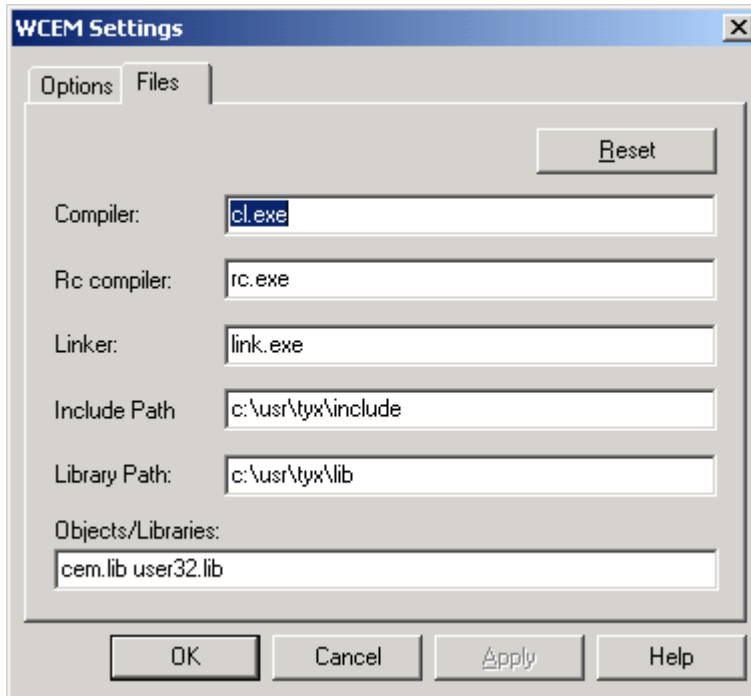 WCEM Settings
Options Files
Reset
Compiler: cl.exe
Rc compiler: rc.exe
Linker: link.exe
Include Path c:\usr\tyx\include
Library Path: c:\usr\tyx\lib
Objects/Libraries:
cem.lib user32.lib
OK Cancel Apply Help